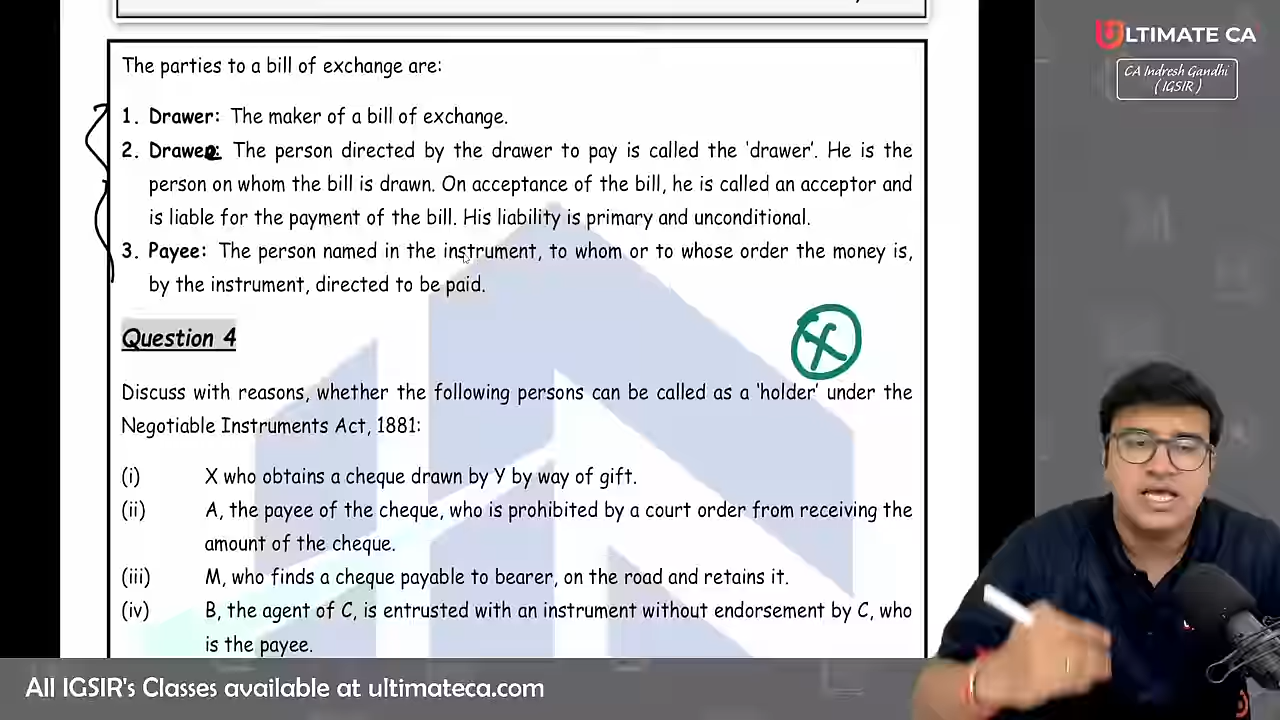 ULTIMATE CA
CA Indresh Gandhi
( IGSIR )
The parties to a bill of exchange are:
1. Drawer: The maker of a bill of exchange.
2. Drawee: The person directed by the drawer to pay is called the ‘drawer’. He is the
person on whom the bill is drawn. On acceptance of the bill, he is called an acceptor and
is liable for the payment of the bill. His liability is primary and unconditional.
3. Payee: The person named in the instrument, to whom or to whose order the money is,
by the instrument, directed to be paid.
Question 4
Discuss with reasons, whether the following persons can be called as a ‘holder’ under the
Negotiable Instruments Act, 1881:
(i) X who obtains a cheque drawn by Y by way of gift.
(ii) A, the payee of the cheque, who is prohibited by a court order from receiving the
amount of the cheque.
(iii) M, who finds a cheque payable to bearer, on the road and retains it.
(iv) B, the agent of C, is entrusted with an instrument without endorsement by C, who
is the payee.
All IGSIR's Classes available at ultimateca.com